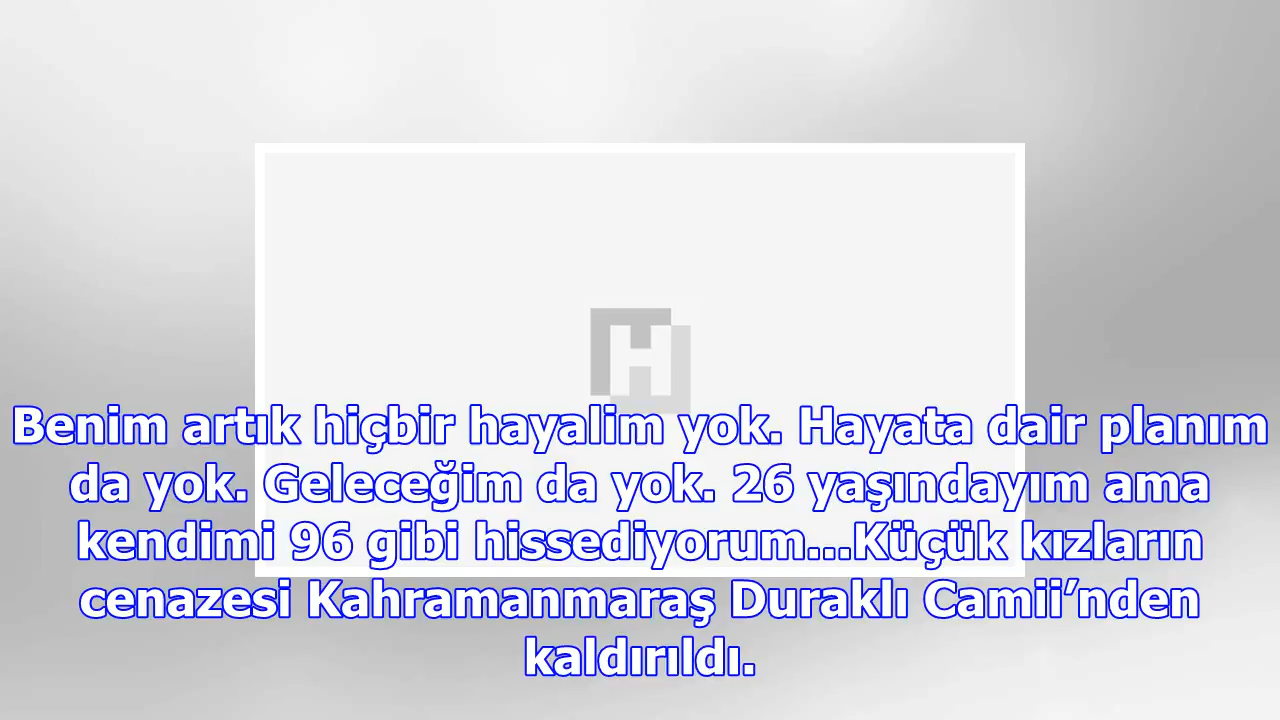 H
Benim artık hiçbir hayalim yok. Hayata dair planım
da yok. Geleceğim da yok. 26 yaşındayım ama
kendimi 96 gibi hissediyorum...Küçük kızların
cenazesi Kahramanmaraş Duraklı Camii’nden
kaldırıldı.